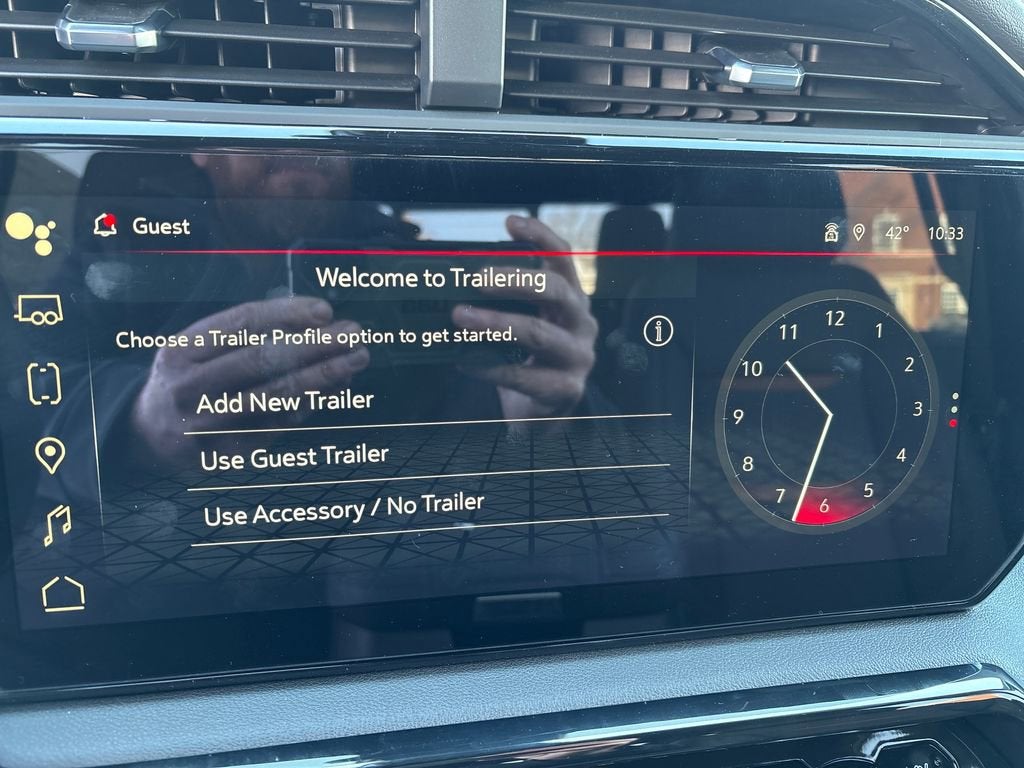 Guest
42° 10:33
Welcome to Trailering
Choose a Trailer Profile option to get started.
i
Add New Trailer
Use Guest Trailer
Use Accessory / No Trailer
12
1
2
3
4
5
6
7
8
9
10
11